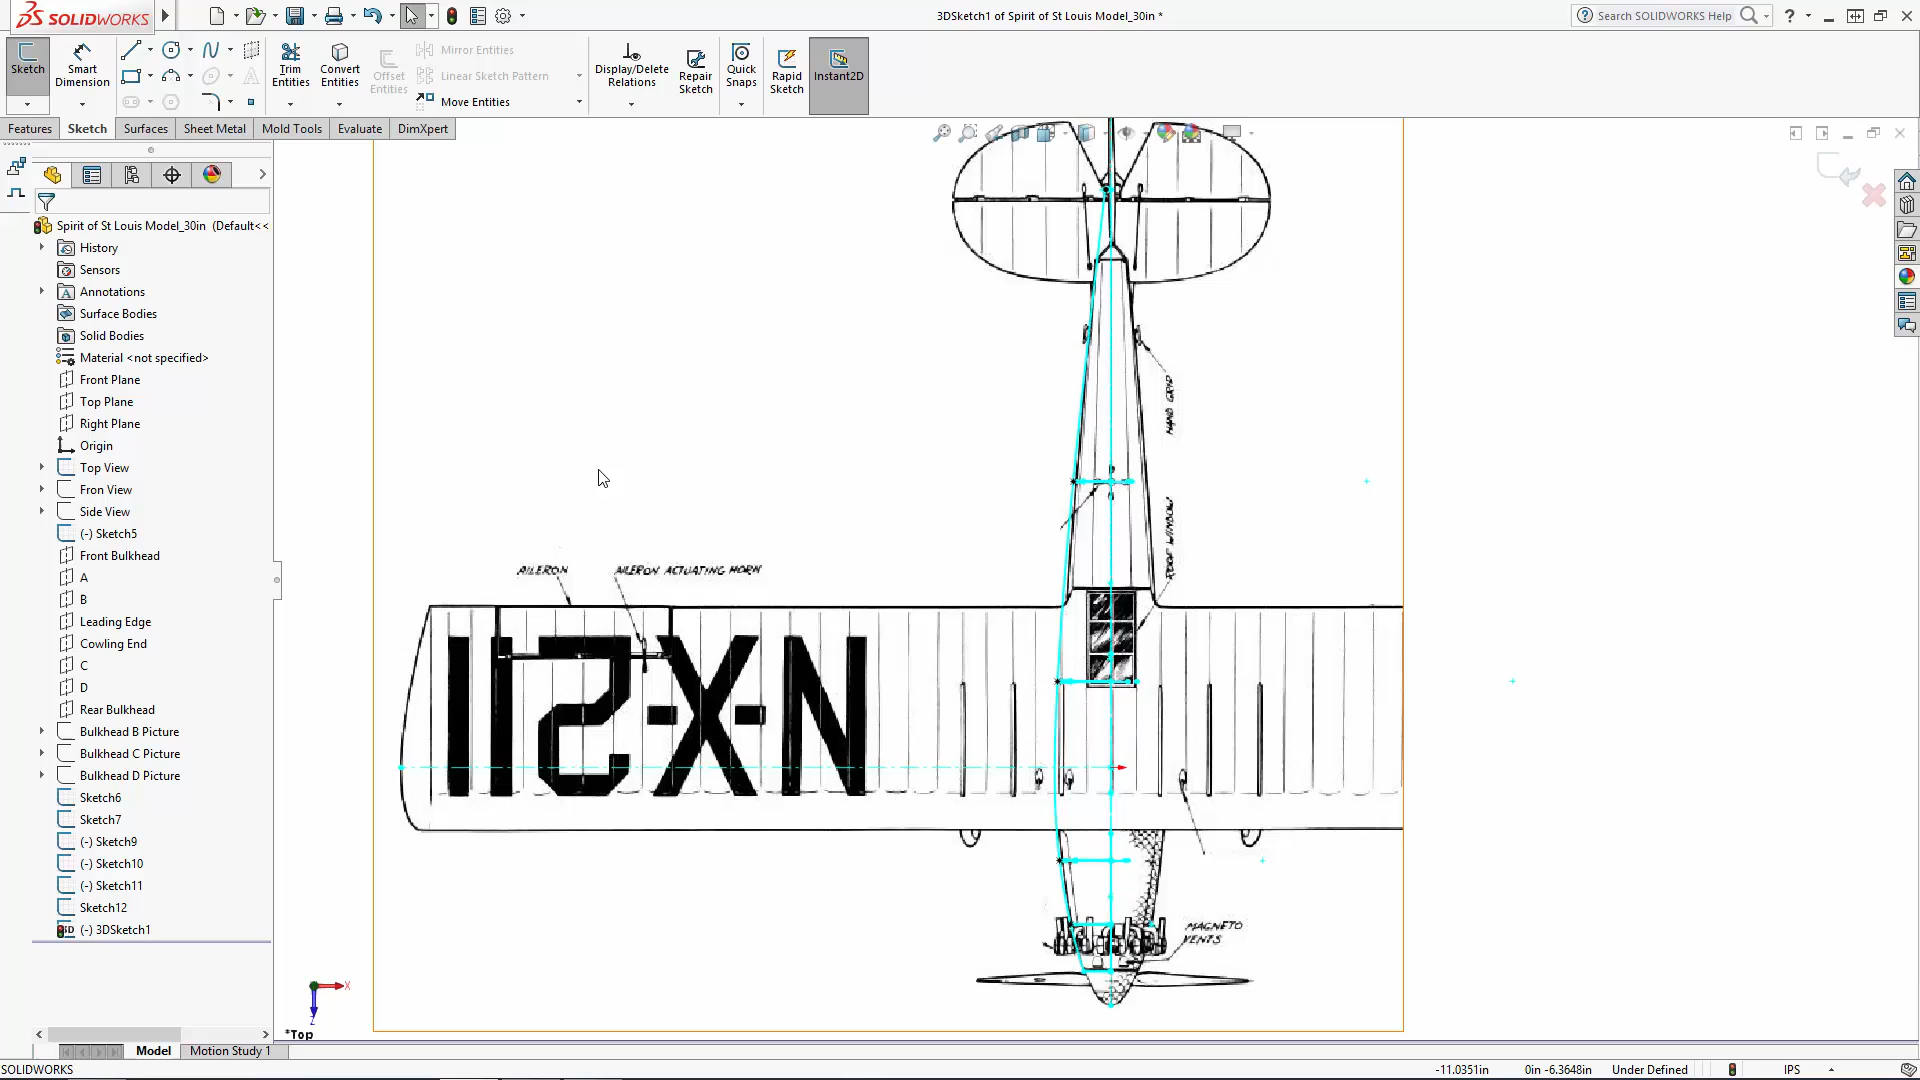 SOLIDWORKS
3DSketch1 of Spirit of St Louis Model_30in *
Search SOLIDWORKS Help
Sketch
Smart Dimension
Trim Entities
Convert Entities
Offset Entities
Mirror Entities
Linear Sketch Pattern
Move Entities
Display/Delete Relations
Repair Sketch
Quick Snaps
Rapid Sketch
Instant2D
Features
Sketch
Surfaces
Sheet Metal
Mold Tools
Evaluate
DimXpert
Spirit of St Louis Model_30in (Default<<
History
Sensors
Annotations
Surface Bodies
Solid Bodies
Material <not specified>
Front Plane
Top Plane
Right Plane
Origin
Top View
Fron View
Side View
(-) Sketch5
Front Bulkhead
A
B
Leading Edge
Cowling End
C
D
Rear Bulkhead
Bulkhead B Picture
Bulkhead C Picture
Bulkhead D Picture
Sketch6
Sketch7
(-) Sketch9
(-) Sketch10
(-) Sketch11
Sketch12
(-) 3DSketch1
HAND GRIP
ROOF WINDOW
AILERON
AILERON ACTUATING HORN
N-X-211
MAGNETO
VENTS
X
Z
*Top
Model
Motion Study 1
SOLIDWORKS
-11.0351in
0in -6.3648in
Under Defined
IPS